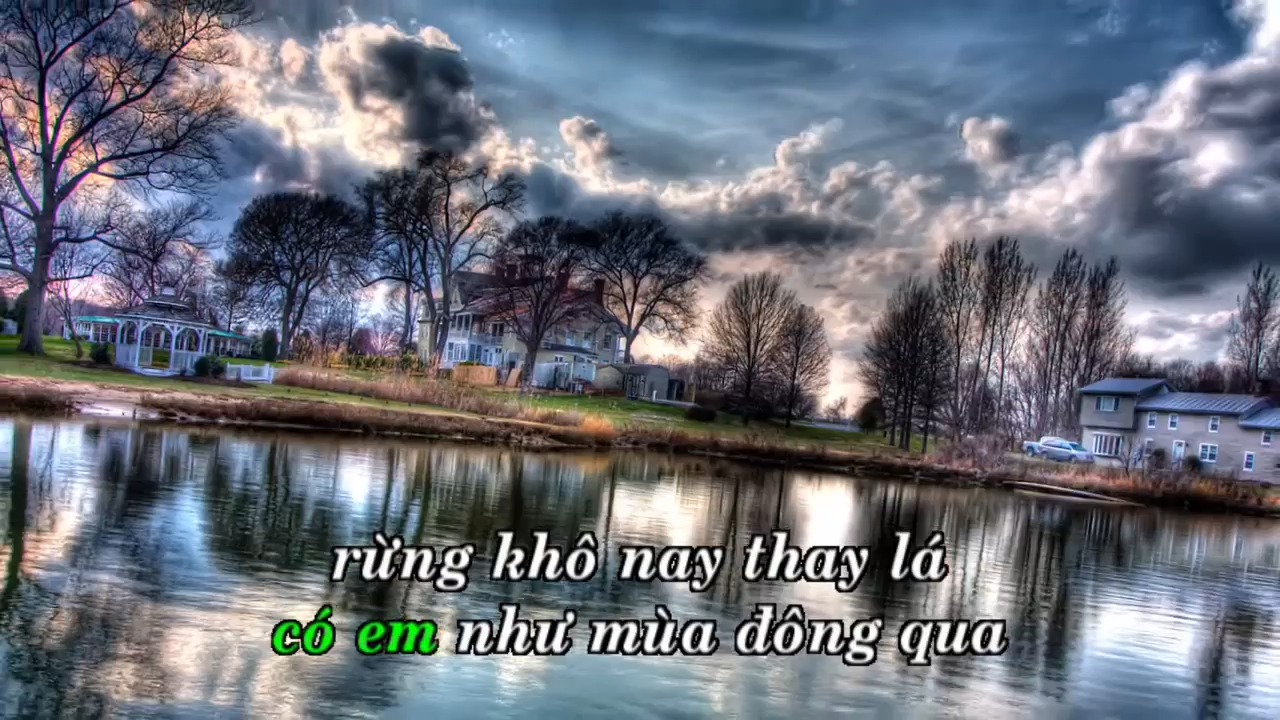 rừng khô nay thay lá
có em như mùa đông qua